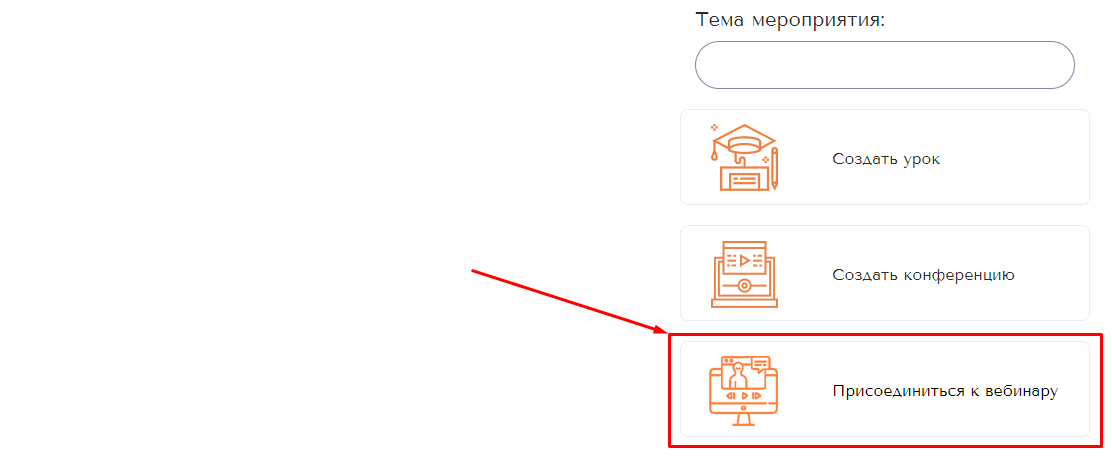 Тема мероприятия:
Создать урок
Создать конференцию
Присоединиться к вебинару